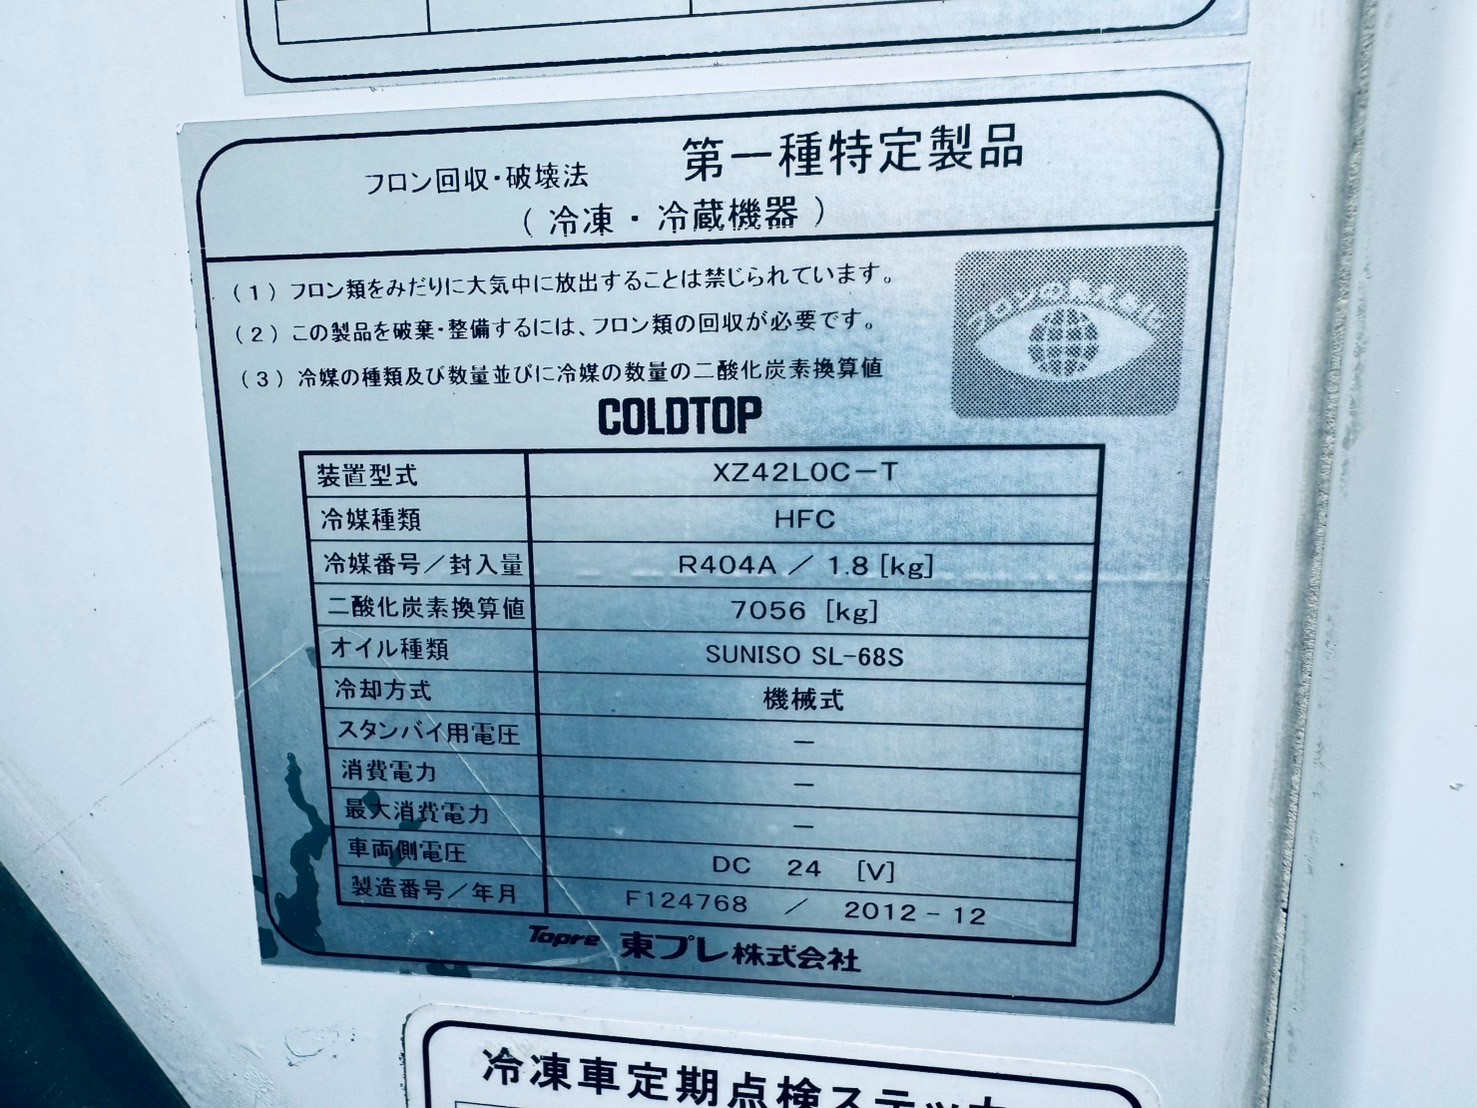 フロン回収・破壊法 第一種特定製品
（冷凍・冷蔵機器）
（1）フロン類をみだりに大気中に放出することは禁じられています。
（2）この製品を破棄・整備するには、フロン類の回収が必要です。
（3）冷媒の種類及び数量並びに冷媒の数量の二酸化炭素換算値
COLDTOP
装置型式 XZ42L0C－T
冷媒種類 HFC
冷媒番号／封入量 R404A ／ 1.8 [kg]
二酸化炭素換算値 7056 [kg]
オイル種類 SUNISO SL-68S
冷却方式 機械式
スタンバイ用電圧 －
消費電力 －
最大消費電力 －
車両側電圧 DC 24 [V]
製造番号／年月 F124768 ／ 2012-12
Topre 東プレ株式会社
冷凍車定期点検ステッカ